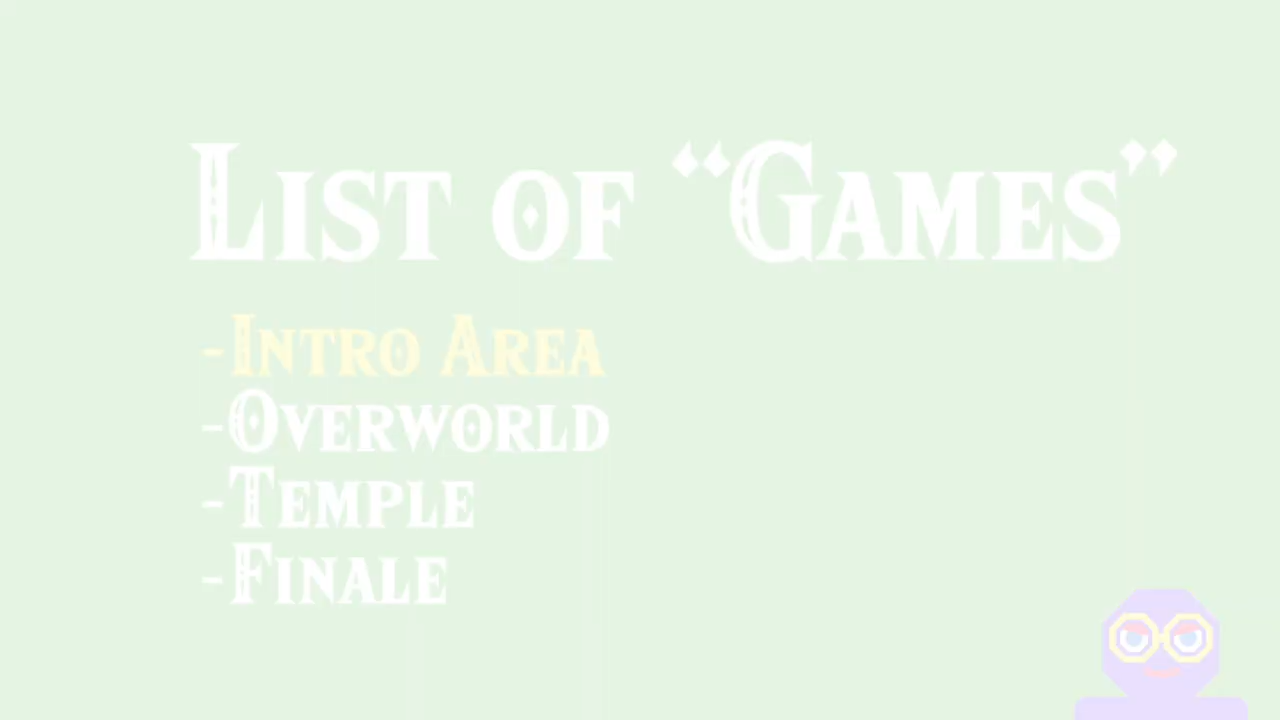 List of “Games”
-Intro Area
-Overworld
-Temple
-Finale